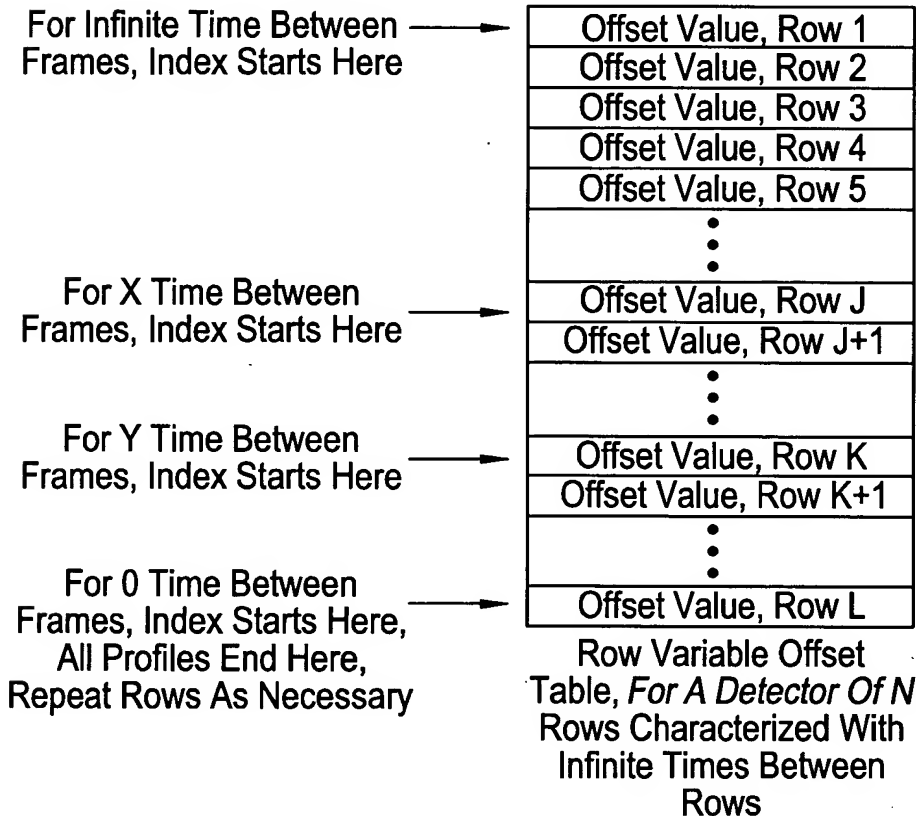 For Infinite Time Between
Frames, Index Starts Here
Offset Value, Row 1
Offset Value, Row 2
Offset Value, Row 3
Offset Value, Row 4
Offset Value, Row 5
For X Time Between
Frames, Index Starts Here
Offset Value, Row J
Offset Value, Row J+1
For Y Time Between
Frames, Index Starts Here
Offset Value, Row K
Offset Value, Row K+1
For 0 Time Between
Frames, Index Starts Here,
All Profiles End Here,
Repeat Rows As Necessary
Offset Value, Row L
Row Variable Offset
Table, For A Detector Of N
Rows Characterized With
Infinite Times Between
Rows